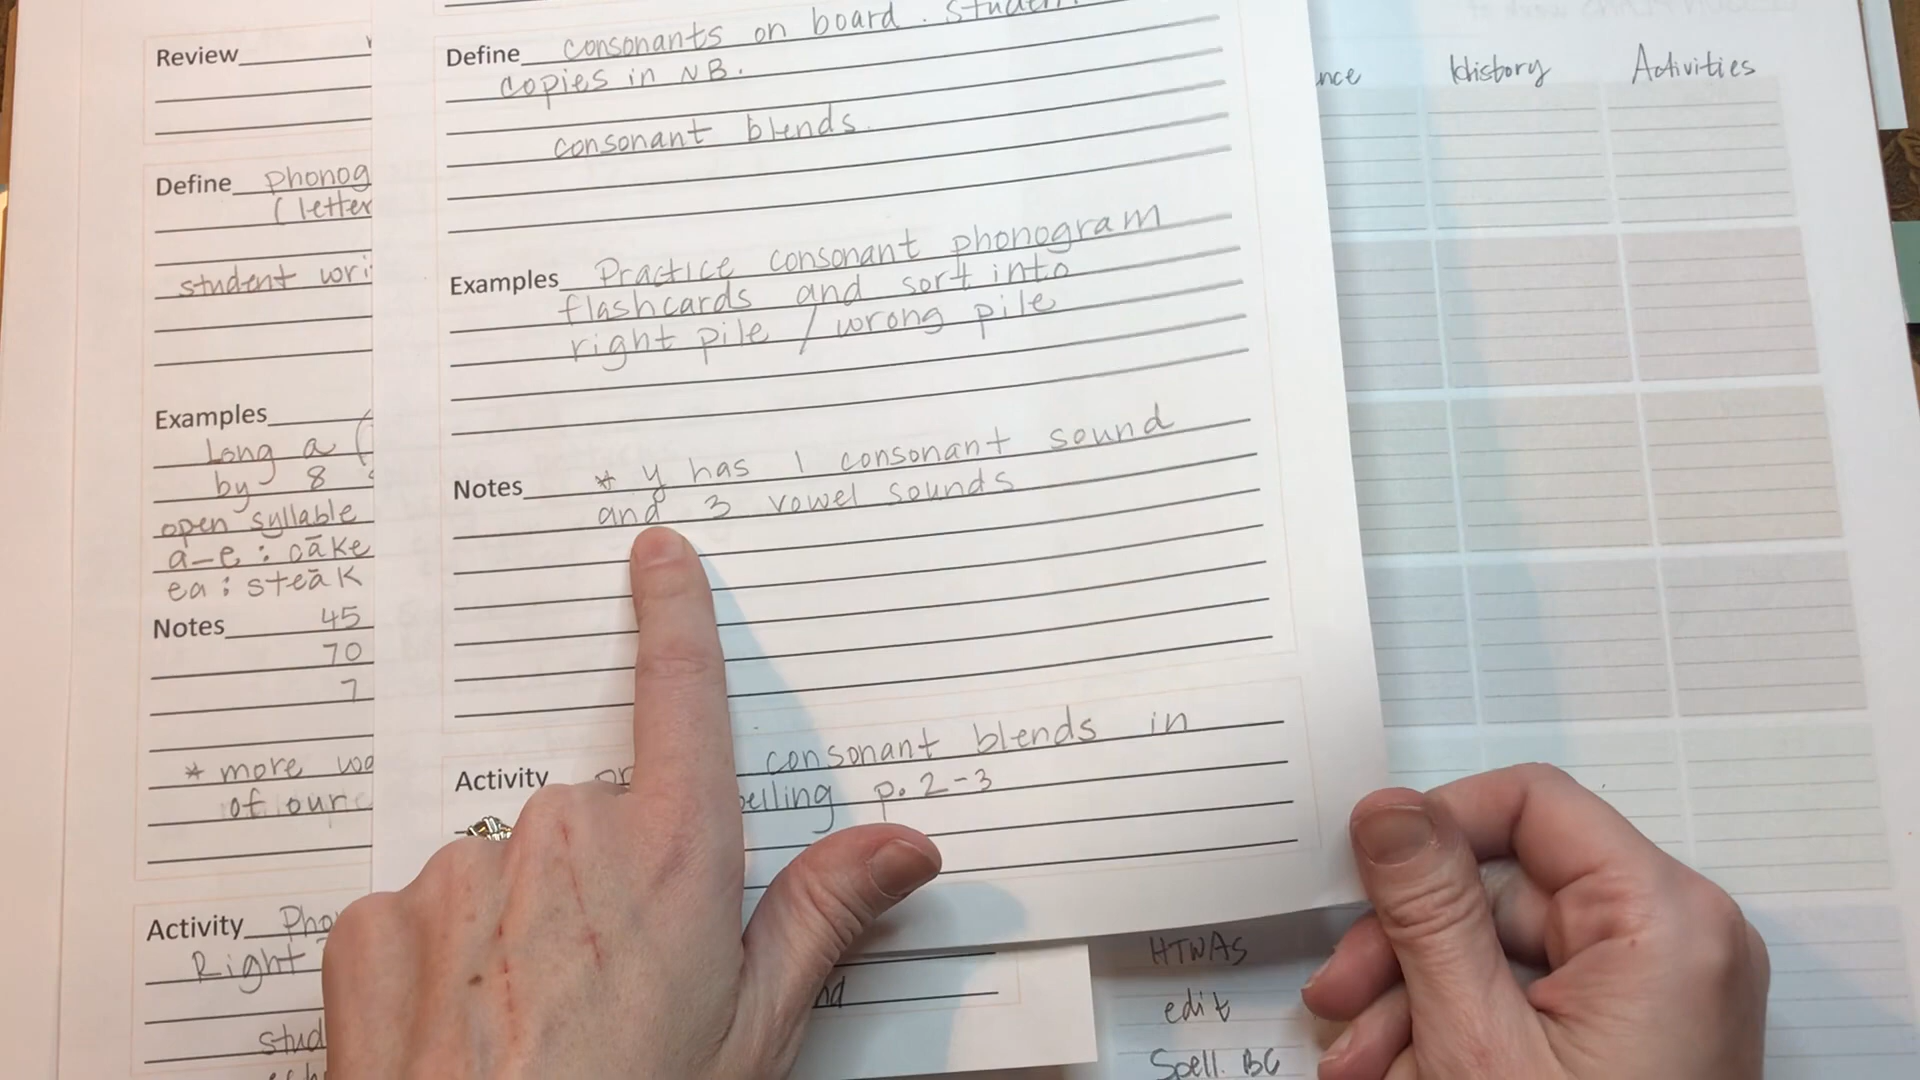 Review
Define phonog
(letter
student wri
Examples
Long a (
by 8
open syllable
a-e : cāke
ea : steāk
Notes 45
70
7
* more wo
of our
Activity Pho
Right
stud
Define consonants on board. Studen
copies in NB.
consonant blends.
Examples Practice consonant phonogram
flashcards and sort into
right pile / wrong pile
Notes * y has 1 consonant sound
and 3 vowel sounds
Activity consonant blends in
elling p. 2-3
nd
nce History Activities
HTWAS
edit
Spell. BC